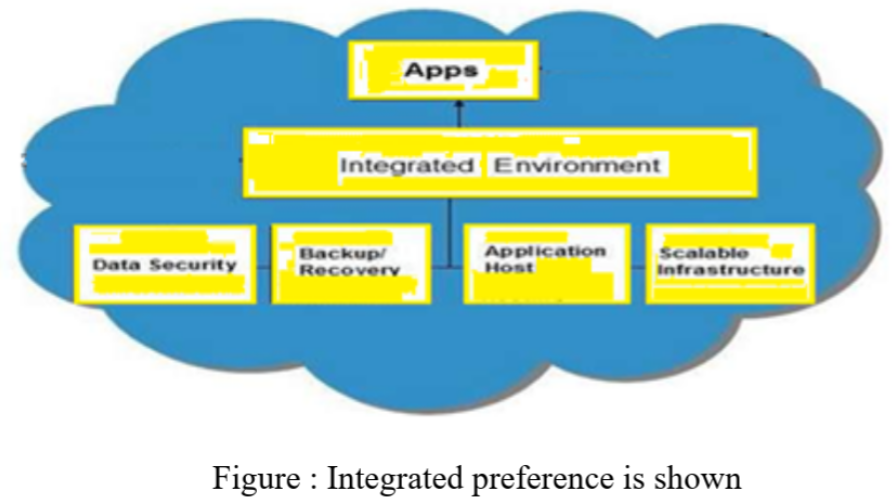 Apps
Integrated Environment
Data Security
Backup/
Recovery
Application
Host
Scalable
Infrastructure
Figure : Integrated preference is shown